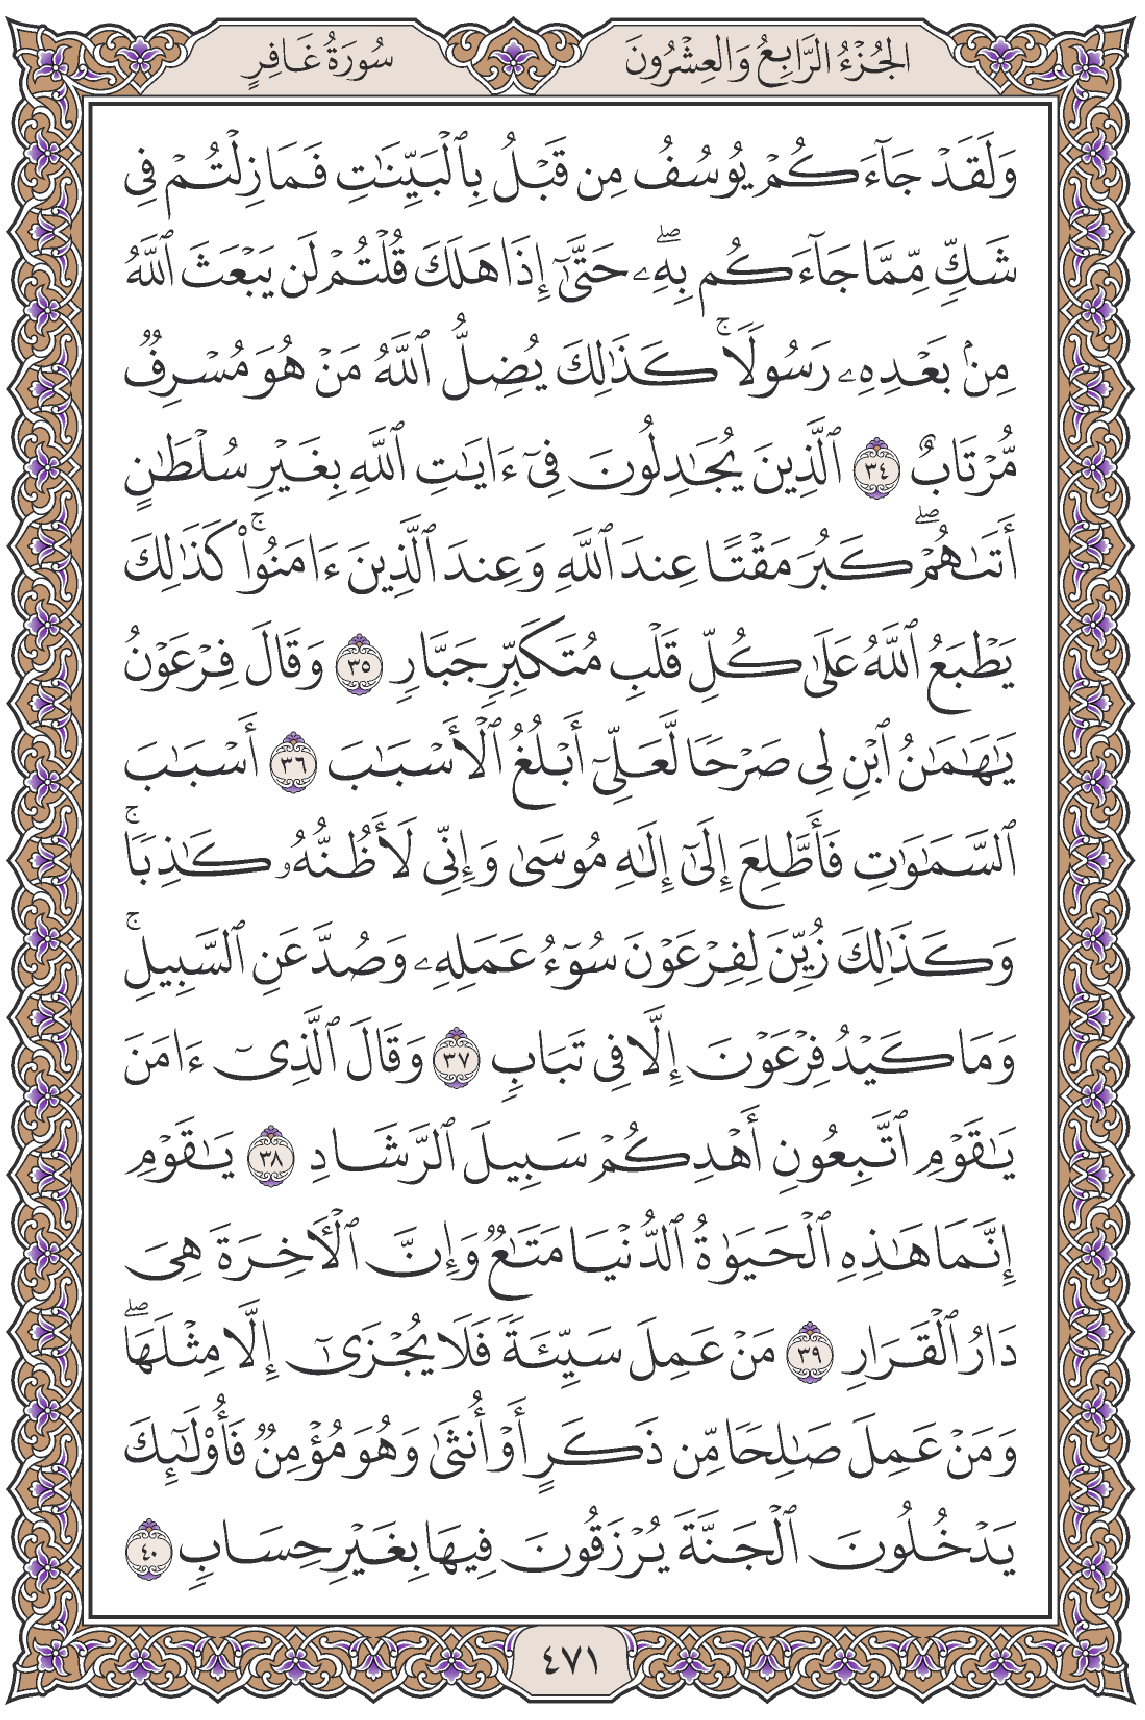 الجُزْءُ الرَّابِعُ وَالعِشْرُونَ
سُورَةُ غَافِرٍ
وَلَقَدْ جَآءَكُمْ يُوسُفُ مِن قَبْلُ بِٱلْبَيِّنَٰتِ فَمَا زِلْتُمْ فِى
شَكٍّ مِّمَّا جَآءَكُم بِهِۦۖ حَتَّىٰٓ إِذَا هَلَكَ قُلْتُمْ لَن يَبْعَثَ ٱللَّهُ
مِنۢ بَعْدِهِۦ رَسُولًاۚ كَذَٰلِكَ يُضِلُّ ٱللَّهُ مَنْ هُوَ مُسْرِفٌ
مُّرْتَابٌ ٣٤ ٱلَّذِينَ يُجَٰدِلُونَ فِىٓ ءَايَٰتِ ٱللَّهِ بِغَيْرِ سُلْطَٰنٍ
أَتَىٰهُمْۖ كَبُرَ مَقْتًا عِندَ ٱللَّهِ وَعِندَ ٱلَّذِينَ ءَامَنُوا۟ۚ كَذَٰلِكَ
يَطْبَعُ ٱللَّهُ عَلَىٰ كُلِّ قَلْبِ مُتَكَبِّرٍ جَبَّارٍ ٣٥ وَقَالَ فِرْعَوْنُ
يَٰهَٰمَٰنُ ٱبْنِ لِى صَرْحًا لَّعَلِّىٓ أَبْلُغُ ٱلْأَسْبَٰبَ ٣٦ أَسْبَٰبَ
ٱلسَّمَٰوَٰتِ فَأَطَّلِعَ إِلَىٰٓ إِلَٰهِ مُوسَىٰ وَإِنِّى لَأَظُنُّهُۥ كَٰذِبًاۚ
وَكَذَٰلِكَ زُيِّنَ لِفِرْعَوْنَ سُوٓءُ عَمَلِهِۦ وَصُدَّ عَنِ ٱلسَّبِيلِۚ
وَمَا كَيْدُ فِرْعَوْنَ إِلَّا فِى تَبَابٍ ٣٧ وَقَالَ ٱلَّذِىٓ ءَامَنَ
يَٰقَوْمِ ٱتَّبِعُونِ أَهْدِكُمْ سَبِيلَ ٱلرَّشَادِ ٣٨ يَٰقَوْمِ
إِنَّمَا هَٰذِهِ ٱلْحَيَوٰةُ ٱلدُّنْيَا مَتَٰعٌ وَإِنَّ ٱلْأَخِرَةَ هِىَ
دَارُ ٱلْقَرَارِ ٣٩ مَنْ عَمِلَ سَيِّئَةً فَلَا يُجْزَىٰٓ إِلَّا مِثْلَهَاۖ
وَمَنْ عَمِلَ صَٰلِحًا مِّن ذَكَرٍ أَوْ أُنثَىٰ وَهُوَ مُؤْمِنٌ فَأُو۟لَٰٓئِكَ
يَدْخُلُونَ ٱلْجَنَّةَ يُرْزَقُونَ فِيهَا بِغَيْرِ حِسَابٍ ٤٠
٤٧١